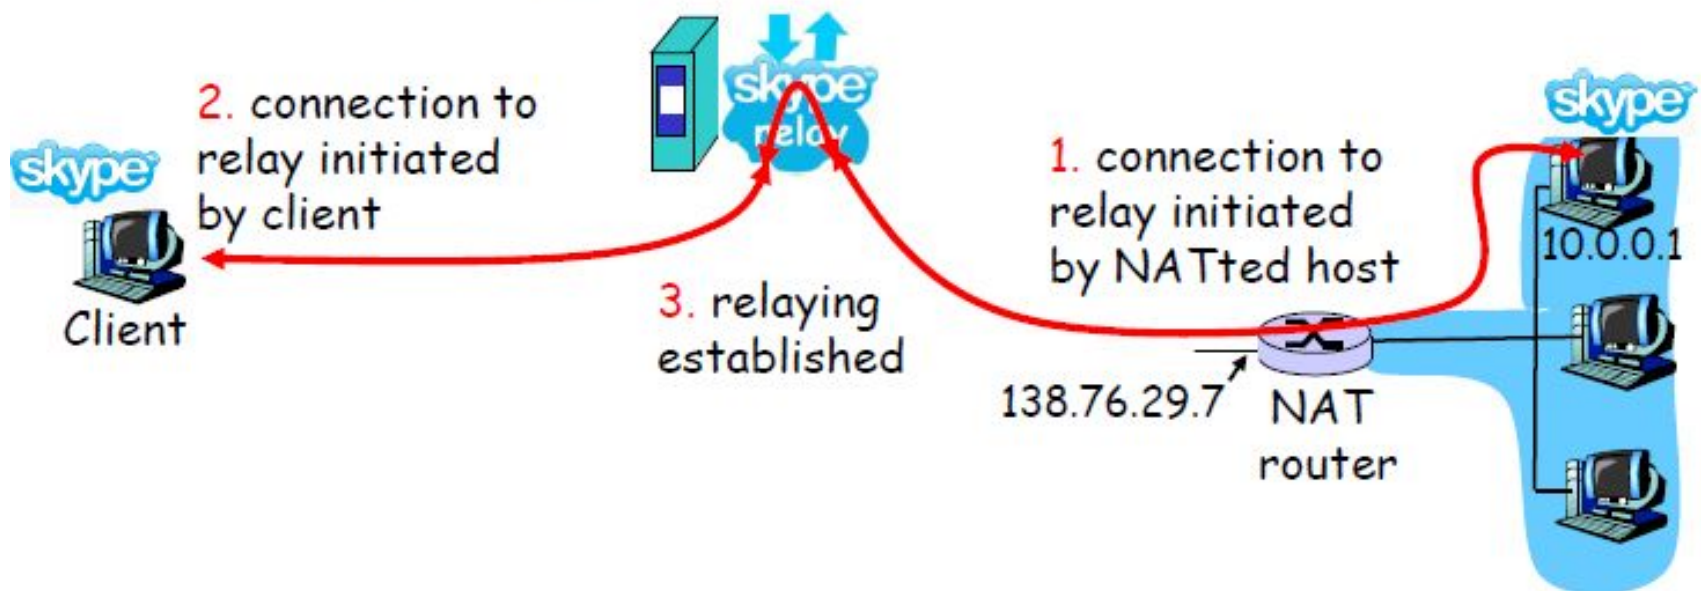 skype
relay
skype
skype
2. connection to
relay initiated
by client
Client
1. connection to
relay initiated
by NATted host
10.0.0.1
3. relaying
established
138.76.29.7
NAT
router